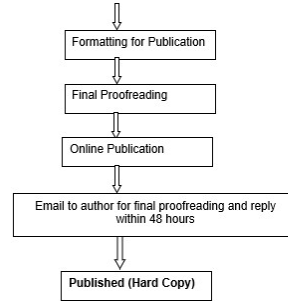 Formatting for Publication
Final Proofreading
Online Publication
Email to author for final proofreading and reply
within 48 hours
Published (Hard Copy)